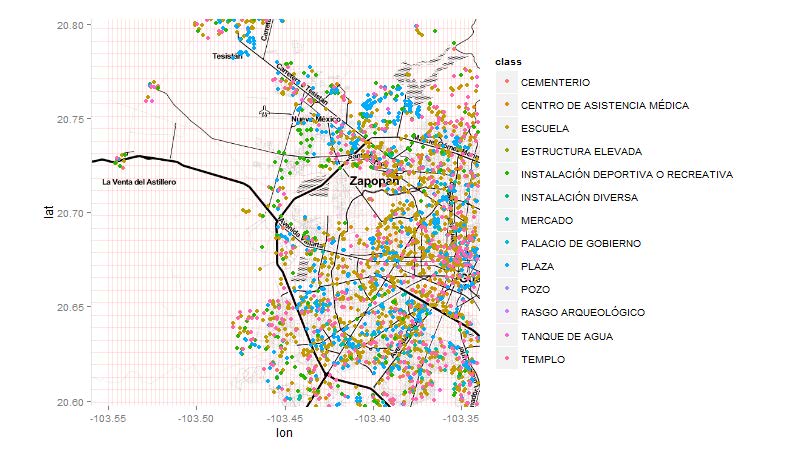 20.80
20.75
20.70
20.65
20.60
lat
-103.55
-103.50
-103.45
-103.40
-103.35
lon
Tesistán
Carretera a Tesistán
Nuevo México
La Venta del Astillero
Zapopan
Avenida Vallarta
class
CEMENTERIO
CENTRO DE ASISTENCIA MÉDICA
ESCUELA
ESTRUCTURA ELEVADA
INSTALACIÓN DEPORTIVA O RECREATIVA
INSTALACIÓN DIVERSA
MERCADO
PALACIO DE GOBIERNO
PLAZA
POZO
RASGO ARQUEOLÓGICO
TANQUE DE AGUA
TEMPLO